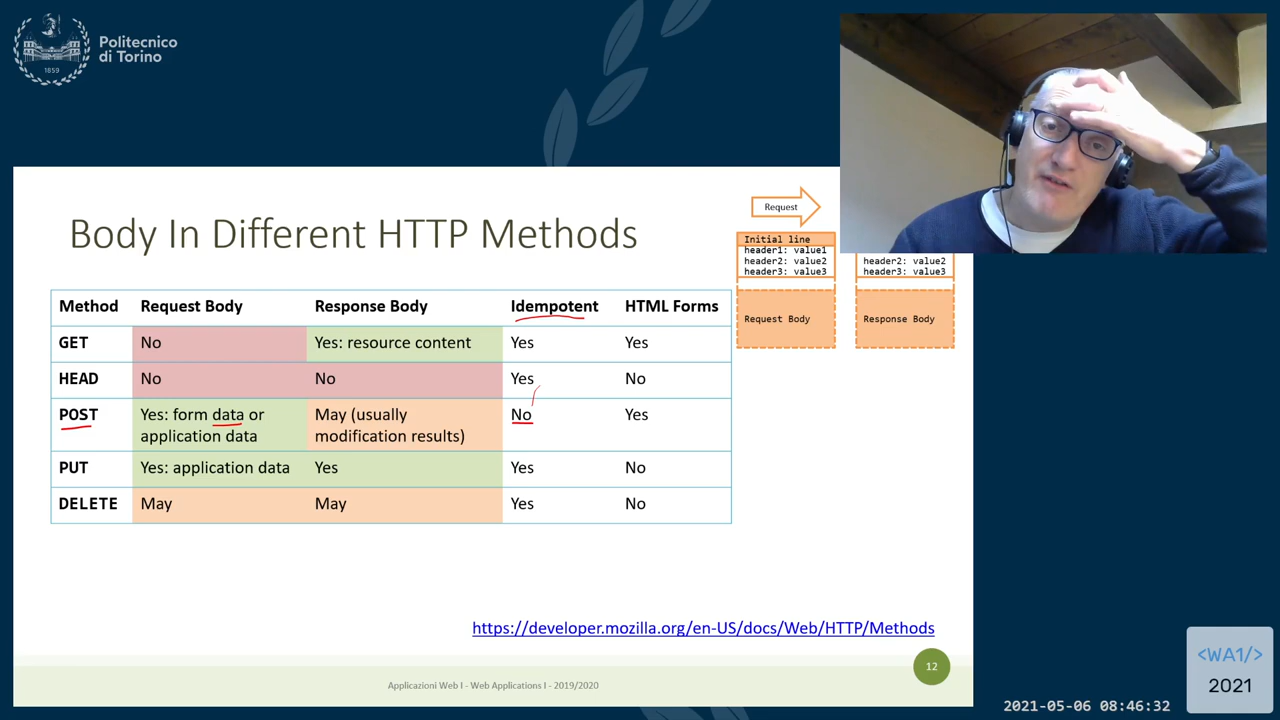 Politecnico
di Torino
1859
Body In Different HTTP Methods
Request
Initial line
header1: value1
header2: value2
header3: value3
Request Body
header2: value2
header3: value3
Response Body
Method Request Body Response Body Idempotent HTML Forms
GET No Yes: resource content Yes Yes
HEAD No No Yes No
POST Yes: form data or application data May (usually modification results) No Yes
PUT Yes: application data Yes Yes No
DELETE May May Yes No
https://developer.mozilla.org/en-US/docs/Web/HTTP/Methods
12
Applicazioni Web I - Web Applications I - 2019/2020
<WA1/>
2021
2021-05-06 08:46:32